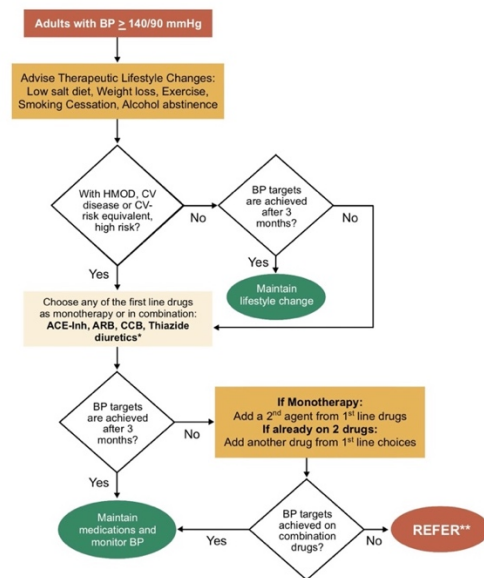 Adults with BP ≥ 140/90 mmHg
Advise Therapeutic Lifestyle Changes:
Low salt diet, Weight loss, Exercise,
Smoking Cessation, Alcohol abstinence
With HMOD, CV
disease or CV-
risk equivalent,
high risk?
No
BP targets
are achieved
after 3
months?
No
Yes
Yes
Maintain
lifestyle change
Choose any of the first line drugs
as monotherapy or in combination:
ACE-Inh, ARB, CCB, Thiazide
diuretics*
BP targets
are achieved
after 3
months?
No
If Monotherapy:
Add a 2nd agent from 1st line drugs
If already on 2 drugs:
Add another drug from 1st line choices
Yes
Maintain
medications and
monitor BP
Yes
BP targets
achieved on
combination
drugs?
No
REFER**